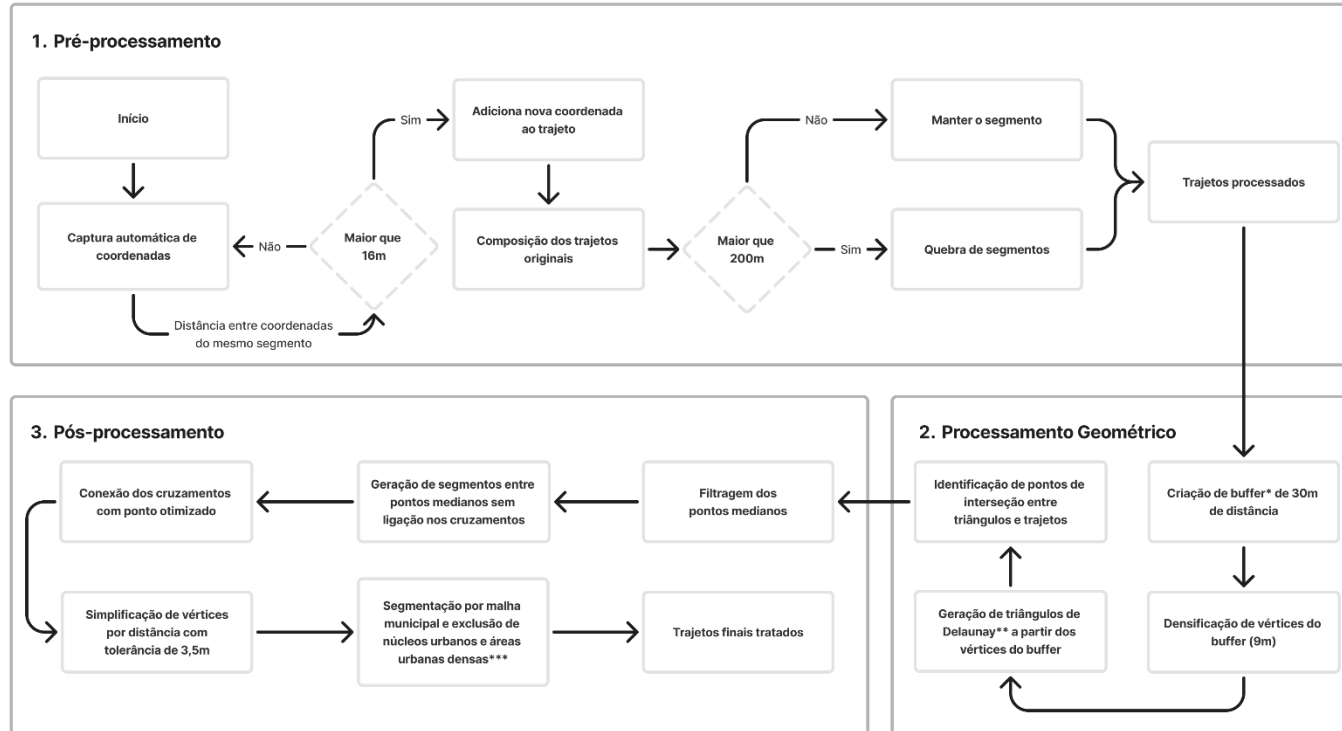 1. Pré-processamento
Início
Captura automática de
coordenadas
Distância entre coordenadas
do mesmo segmento
Maior que
16m
Não
Sim
Adiciona nova coordenada
ao trajeto
Composição dos trajetos
originais
Maior que
200m
Não
Sim
Manter o segmento
Quebra de segmentos
Trajetos processados
2. Processamento Geométrico
Criação de buffer* de 30m
de distância
Densificação de vértices do
buffer (9m)
Geração de triângulos de
Delaunay** a partir dos
vértices do buffer
Identificação de pontos de
interseção entre
triângulos e trajetos
3. Pós-processamento
Filtragem dos
pontos medianos
Geração de segmentos entre
pontos medianos sem
ligação nos cruzamentos
Conexão dos cruzamentos
com ponto otimizado
Simplificação de vértices
por distância com
tolerância de 3,5m
Segmentação por malha
municipal e exclusão de
núcleos urbanos e áreas
urbanas densas***
Trajetos finais tratados